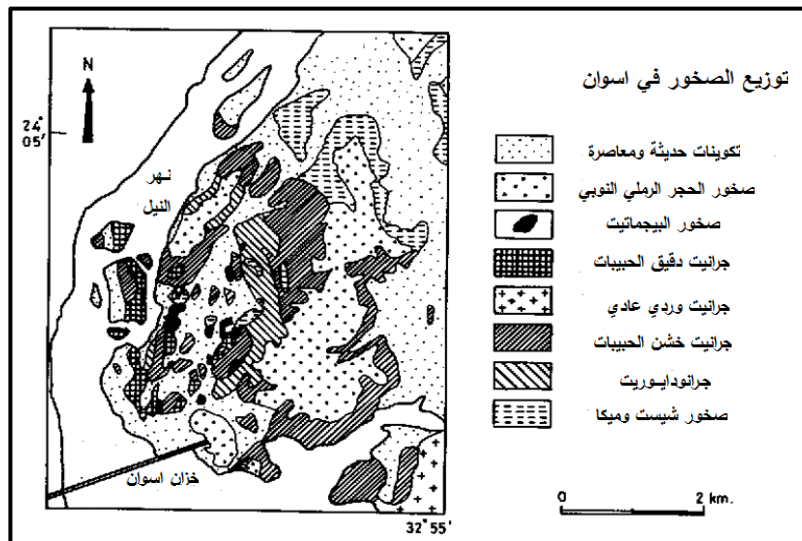 توزيع الصخور في اسوان
N
24°
05'
نهر
النيل
خزان اسوان
32° 55'
تكوينات حديثة ومعاصرة
صخور الحجر الرملي النوبي
صخور البيجماتيت
جرانيت دقيق الحبيبات
جرانيت وردي عادي
جرانيت خشن الحبيبات
جرانودايوريت
صخور شيست وميكا
0 2 km.